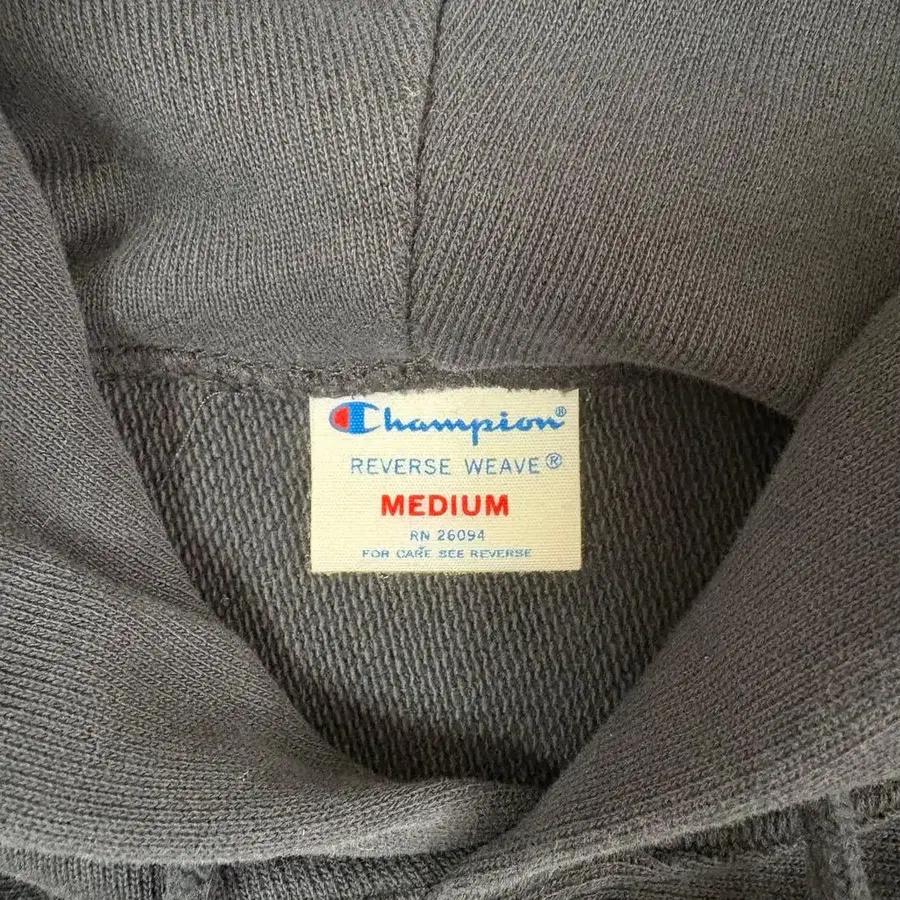 Champion®
REVERSE WEAVE®
MEDIUM
RN 26094
FOR CARE SEE REVERSE